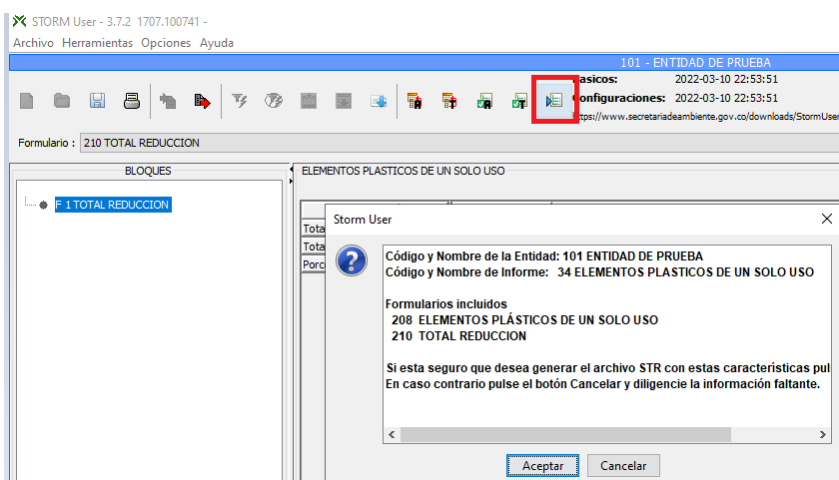 STORM User - 3.7.2 1707.100741 -
Archivo Herramientas Opciones Ayuda
101 - ENTIDAD DE PRUEBA
Basicos: 2022-03-10 22:53:51
Configuraciones: 2022-03-10 22:53:51
https://www.secretariadeambiente.gov.co/downloads/StormUser
Formulario : 210 TOTAL REDUCCION
BLOQUES
ELEMENTOS PLASTICOS DE UN SOLO USO
F 1 TOTAL REDUCCION
Tota
Tota
Porc
Storm User
Código y Nombre de la Entidad: 101 ENTIDAD DE PRUEBA
Código y Nombre de Informe: 34 ELEMENTOS PLASTICOS DE UN SOLO USO
Formularios incluidos
208 ELEMENTOS PLÁSTICOS DE UN SOLO USO
210 TOTAL REDUCCION
Si esta seguro que desea generar el archivo STR con estas características pul
En caso contrario pulse el botón Cancelar y diligencie la información faltante.
Aceptar Cancelar